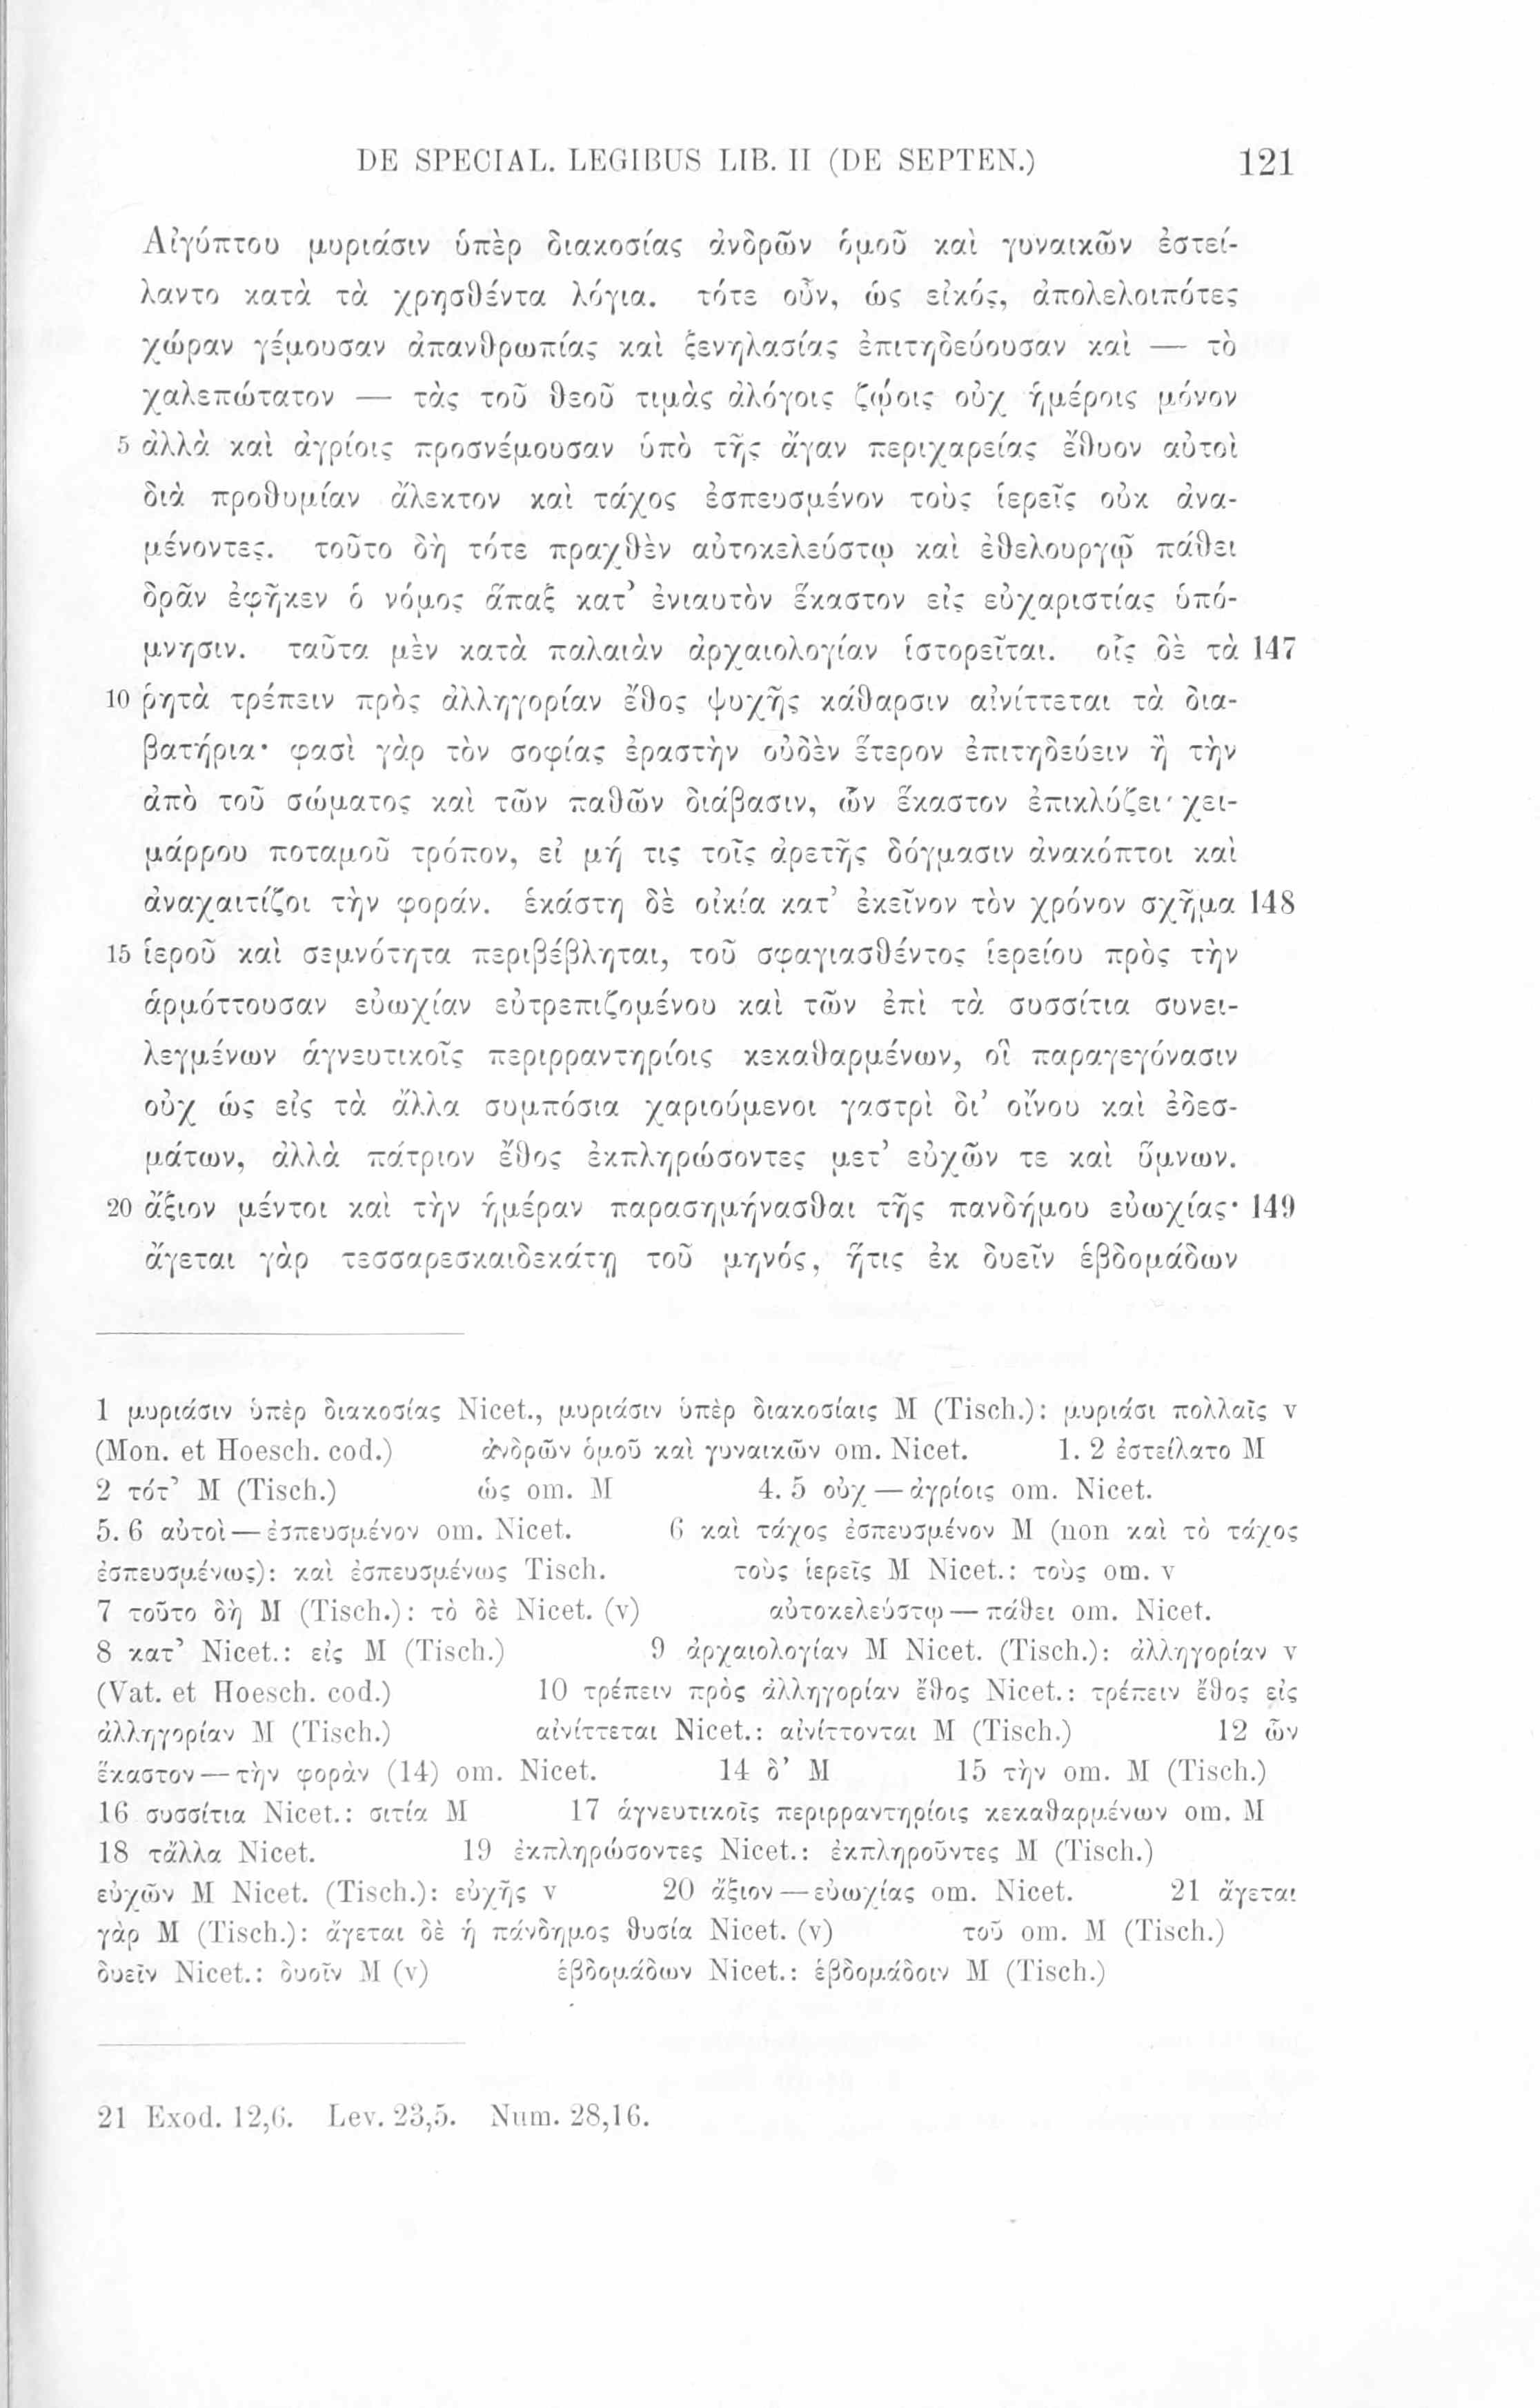 DE SPECIAL. LEGIBUS LIB. II (DE SEPTEN.) 121
Αἰγύπτου μυριάσιν ὑπὲρ διακοσίας ἀνδρῶν ὁμοῦ καὶ γυναικῶν ἐστεί-
λαντο κατὰ τὰ χρησθέντα λόγια. τότε οὖν, ὡς εἰκός, ἀπολελοιπότες
χώραν γέμουσαν ἀπανθρωπίας καὶ ξενηλασίας ἐπιτηδεύουσαν καὶ — τὸ
χαλεπώτατον — τὰς τοῦ θεοῦ τιμὰς ἀλόγοις ζῴοις οὐχ ἡμέροις μόνον
5 ἀλλὰ καὶ ἀγρίοις προσνέμουσαν ὑπὸ τῆς ἄγαν περιχαρείας ἔθυον αὐτοὶ
διὰ προθυμίαν ἄλεκτον καὶ τάχος ἐσπευσμένον τοὺς ἱερεῖς οὐκ ἀνα-
μένοντες. τοῦτο δὴ τότε πραχθὲν αὐτοκελεύστῳ καὶ ἐθελουργῷ πάθει
δρᾶν ἐφῆκεν ὁ νόμος ἅπαξ κατ’ ἐνιαυτὸν ἕκαστον εἰς εὐχαριστίας ὑπό-
μνησιν. ταῦτα μὲν κατὰ παλαιὰν ἀρχαιολογίαν ἱστορεῖται. οἷς δὲ τὰ 147
10 ῥητὰ τρέπειν πρὸς ἀλληγορίαν ἔθος ψυχῆς κάθαρσιν αἰνίττεται τὰ δια-
βατήρια· φασὶ γὰρ τὸν σοφίας ἐραστὴν οὐδὲν ἕτερον ἐπιτηδεύειν ἢ τὴν
ἀπὸ τοῦ σώματος καὶ τῶν παθῶν διάβασιν, ὧν ἕκαστον ἐπικλύζει χει-
μάρρου ποταμοῦ τρόπον, εἰ μή τις τοῖς ἀρετῆς δόγμασιν ἀνακόπτοι καὶ
ἀναχαιτίζοι τὴν φοράν. ἑκάστη δὲ οἰκία κατ’ ἐκεῖνον τὸν χρόνον σχῆμα 148
15 ἱεροῦ καὶ σεμνότητα περιβέβληται, τοῦ σφαγιασθέντος ἱερείου πρὸς τὴν
ἁρμόττουσαν εὐωχίαν εὐτρεπιζομένου καὶ τῶν ἐπὶ τὰ συσσίτια συνει-
λεγμένων ἁγνευτικοῖς περιρραντηρίοις κεκαθαρμένων, οἳ παραγεγόνασιν
οὐχ ὡς εἰς τὰ ἄλλα συμπόσια χαριούμενοι γαστρὶ δι’ οἴνου καὶ ἐδεσ-
μάτων, ἀλλὰ πάτριον ἔθος ἐκπληρώσοντες μετ’ εὐχῶν τε καὶ ὕμνων.
20 ἄξιον μέντοι καὶ τὴν ἡμέραν παρασημήνασθαι τῆς πανδήμου εὐωχίας· 149
ἄγεται γὰρ τεσσαρεσκαιδεκάτῃ τοῦ μηνός, ἥτις ἐκ δυεῖν ἑβδομάδων
1 μυριάσιν ὑπὲρ διακοσίας Nicet., μυριάσιν ὑπὲρ διακοσίαις M (Tisch.): μυριάσι πολλαῖς v
(Mon. et Hoesch. cod.) ἀνδρῶν ὁμοῦ καὶ γυναικῶν om. Nicet. 1. 2 ἐστείλατο M
2 τότ’ M (Tisch.) ὡς om. M 4. 5 οὐχ — ἀγρίοις om. Nicet.
5. 6 αὐτοὶ — ἐσπευσμένον om. Nicet. 6 καὶ τάχος ἐσπευσμένον M (non καὶ τὸ τάχος
ἐσπευσμένως): καὶ ἐσπευσμένως Tisch. τοὺς ἱερεῖς M Nicet.: τοὺς om. v
7 τοῦτο δὴ M (Tisch.): τὸ δὲ Nicet. (v) αὐτοκελεύστῳ — πάθει om. Nicet.
8 κατ’ Nicet.: εἰς M (Tisch.) 9 ἀρχαιολογίαν M Nicet. (Tisch.): ἀλληγορίαν v
(Vat. et Hoesch. cod.) 10 τρέπειν πρὸς ἀλληγορίαν ἔθος Nicet.: τρέπειν ἔθος εἰς
ἀλληγορίαν M (Tisch.) αἰνίττεται Nicet.: αἰνίττονται M (Tisch.) 12 ὧν
ἕκαστον — τὴν φορὰν (14) om. Nicet. 14 δ’ M 15 τὴν om. M (Tisch.)
16 συσσίτια Nicet.: σιτία M 17 ἁγνευτικοῖς περιρραντηρίοις κεκαθαρμένων om. M
18 τἄλλα Nicet. 19 ἐκπληρώσοντες Nicet.: ἐκπληροῦντες M (Tisch.)
εὐχῶν M Nicet. (Tisch.): εὐχῆς v 20 ἄξιον — εὐωχίας om. Nicet. 21 ἄγεται
γὰρ M (Tisch.): ἄγεται δὲ ἡ πάνδημος θυσία Nicet. (v) τοῦ om. M (Tisch.)
δυεῖν Nicet.: δυοῖν M (v) ἑβδομάδων Nicet.: ἑβδομάδοιν M (Tisch.)
21 Exod. 12,6. Lev. 23,5. Num. 28,16.